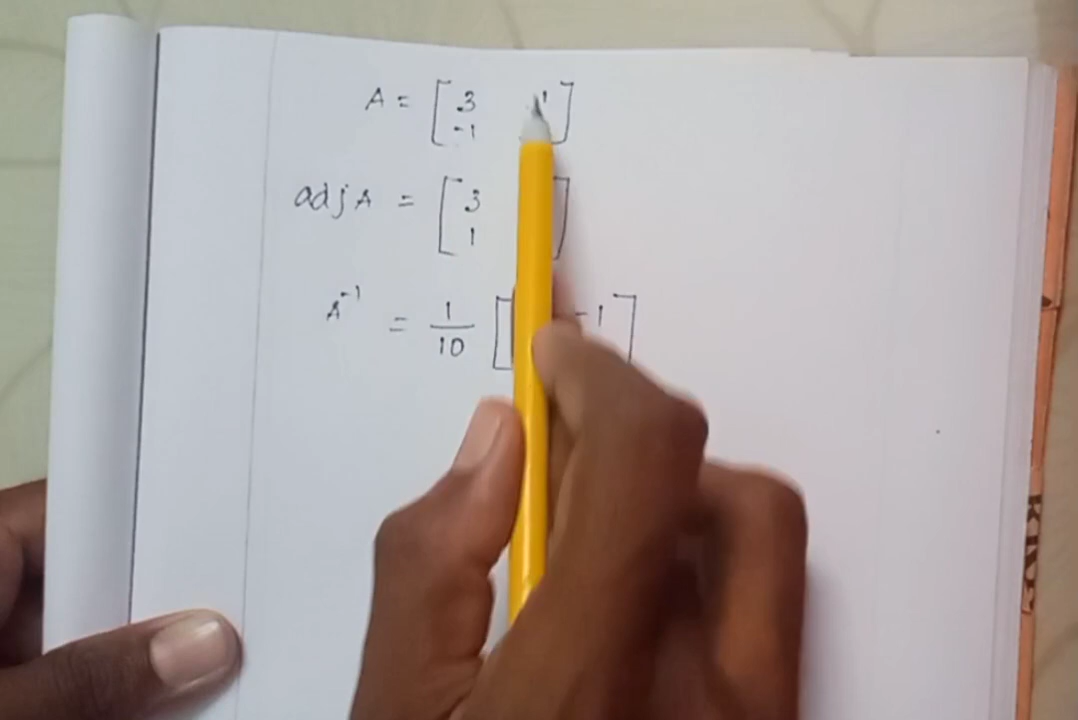 A = [ 3 1 ]
-1
adj A = [ 3 ]
1
A⁻¹ = 1/10 [ -1 ]